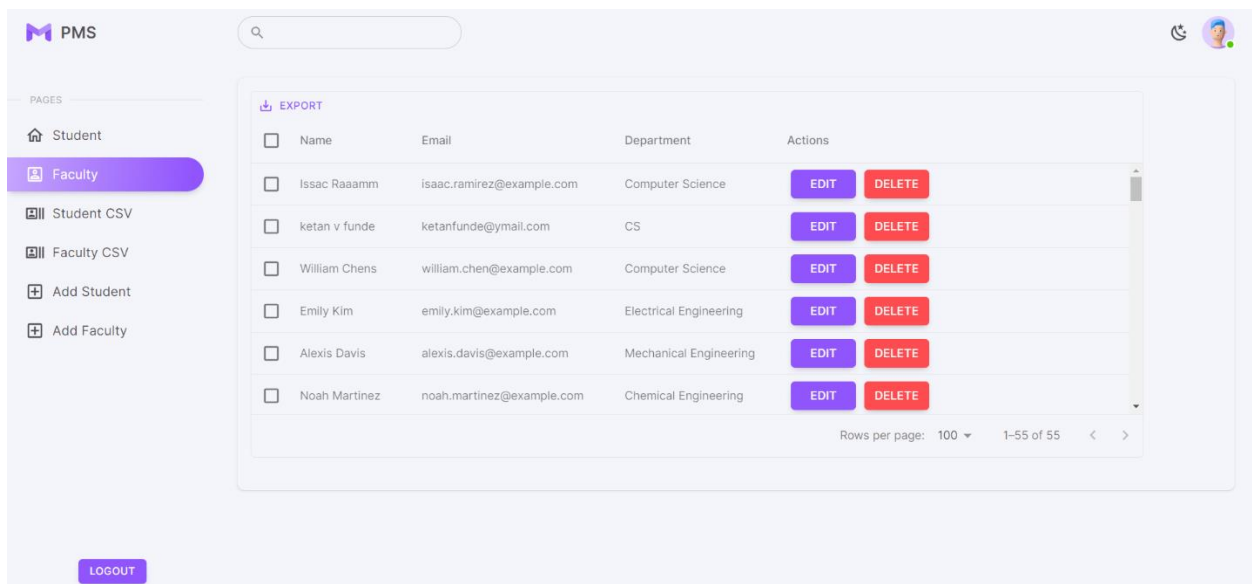 PMS
PAGES
Student
Faculty
Student CSV
Faculty CSV
Add Student
Add Faculty
LOGOUT
EXPORT
Name Email Department Actions
Issac Raaamm isaac.ramirez@example.com Computer Science EDIT DELETE
ketan v funde ketanfunde@ymail.com CS EDIT DELETE
William Chens william.chen@example.com Computer Science EDIT DELETE
Emily Kim emily.kim@example.com Electrical Engineering EDIT DELETE
Alexis Davis alexis.davis@example.com Mechanical Engineering EDIT DELETE
Noah Martinez noah.martinez@example.com Chemical Engineering EDIT DELETE
Rows per page: 100 1–55 of 55